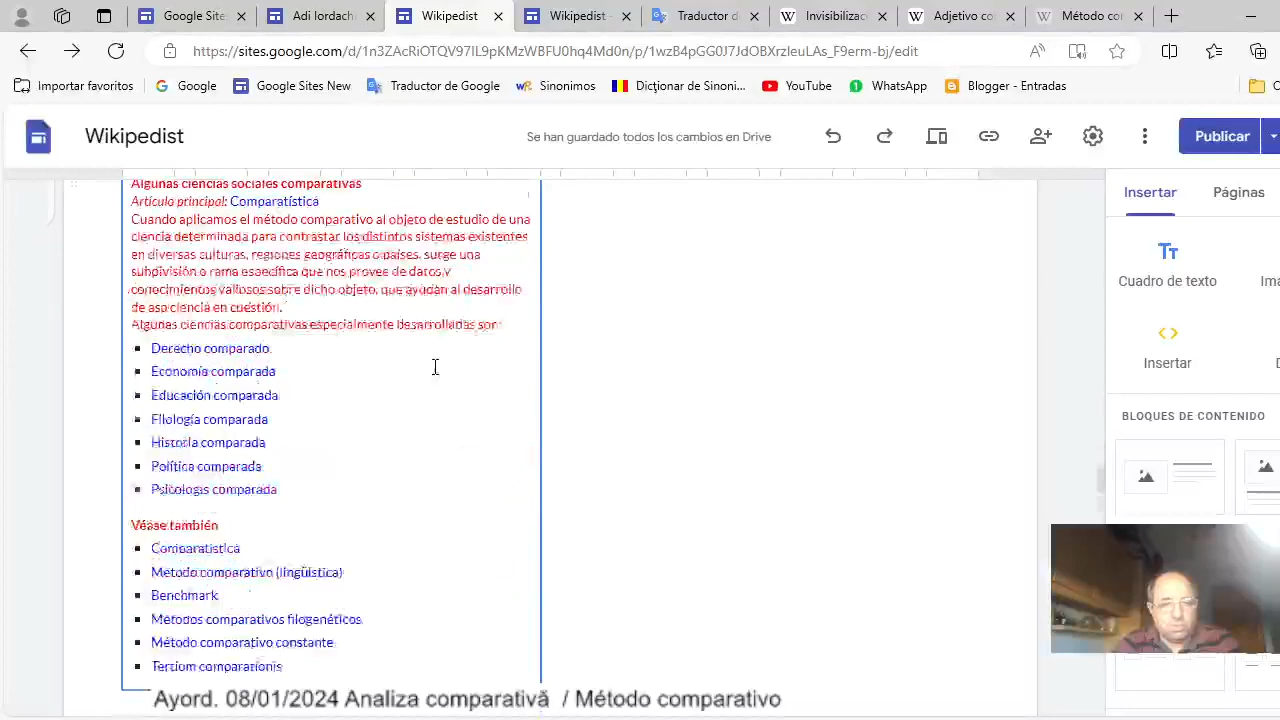 Google Site
Adi Iordach
Wikipedist
Wikipedist -
Traductor d
Invisibilizac
Adjetivo co
Método con
https://sites.google.com/d/1n3ZAcRiOTQV97IL9pKMzWBFU0hq4Md0n/p/1wzB4pGG0J7JdOBXrzIeuLAs_F9erm-bj/edit
Importar favoritos
Google
Google Sites New
Traductor de Google
Sinonimos
Dicționar de Sinoni...
YouTube
WhatsApp
Blogger - Entradas
Wikipedist
Se han guardado todos los cambios en Drive
Publicar
Algunas ciencias sociales comparativas
Artículo principal: Comparatística
Cuando aplicamos el método comparativo al objeto de estudio de una
ciencia determinada para contrastar los distintos sistemas existentes
en diversas culturas, regiones geográficas o países, surge una
subdivisión o rama específica que nos provee de datos y
conocimientos valiosos sobre dicho objeto, que ayudan al desarrollo
de esa ciencia en cuestión.
Algunas ciencias comparativas especialmente desarrolladas son
Derecho comparado
Economía comparada
Educación comparada
Filología comparada
Historia comparada
Política comparada
Psicología comparada
Véase también
Comparatística
Método comparativo (lingüística)
Benchmark
Métodos comparativos filogenéticos
Método comparativo constante
Tertium comparationis
Insertar
Páginas
Cuadro de texto
Insertar
BLOQUES DE CONTENIDO
Ayord. 08/01/2024 Analiza comparativă / Método comparativo